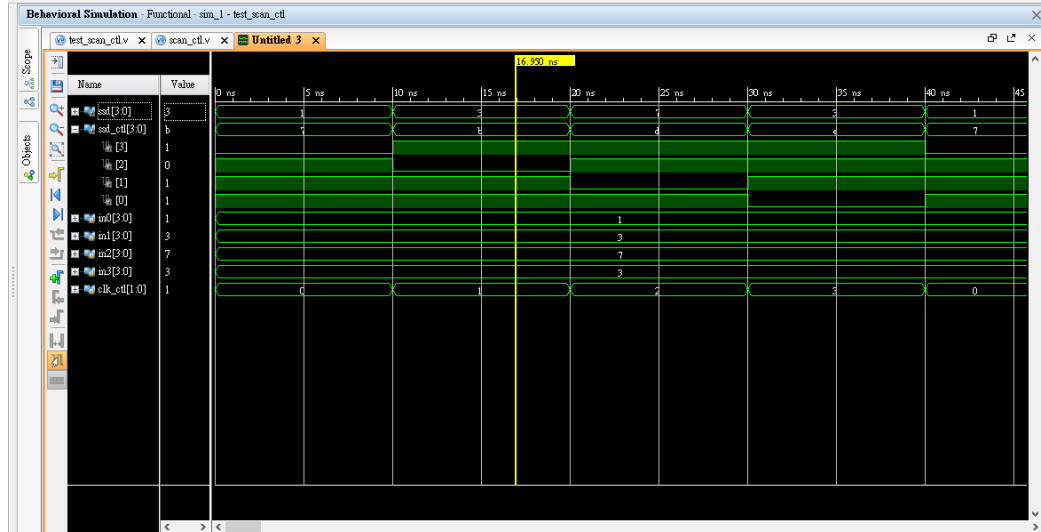 Behavioral Simulation - Functional - sim_1 - test_scan_ctl
test_scan_ctl.v scan_ctl.v Untitled 3
Scope
Objects
16.950 ns
Name Value
0 ns 5 ns 10 ns 15 ns 20 ns 25 ns 30 ns 35 ns 40 ns 45
ssd[3:0] 3 1 3 7 3 1
ssd_ctl[3:0] b 7 b d e 7
[3] 1
[2] 0
[1] 1
[0] 1
in0[3:0] 1 1
in1[3:0] 3 3
in2[3:0] 7 7
in3[3:0] 3 3
clk_ctl[1:0] 1 0 1 2 3 0